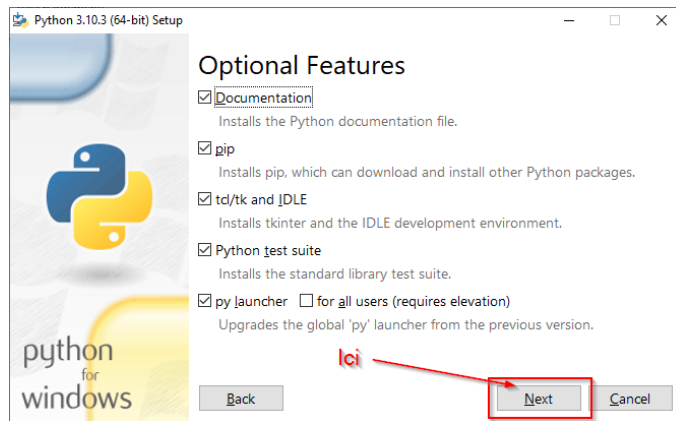 Python 3.10.3 (64-bit) Setup
Optional Features
Documentation
Installs the Python documentation file.
pip
Installs pip, which can download and install other Python packages.
tcl/tk and IDLE
Installs tkinter and the IDLE development environment.
Python test suite
Installs the standard library test suite.
py launcher for all users (requires elevation)
Upgrades the global 'py' launcher from the previous version.
Ici
python
for
windows
Back Next Cancel